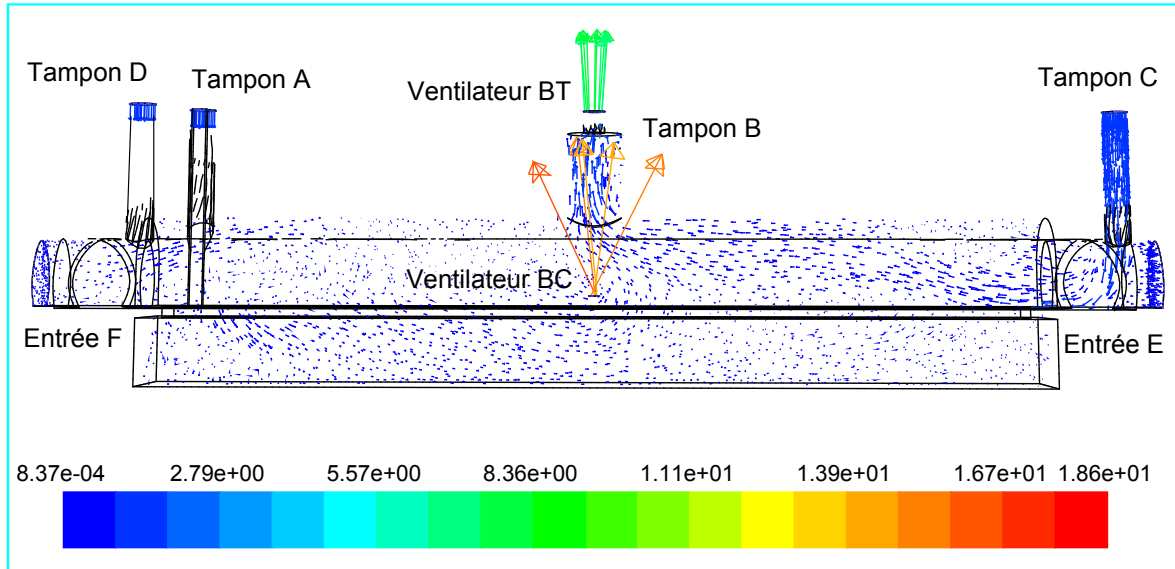 Tampon D
Tampon A
Ventilateur BT
Tampon B
Tampon C
Ventilateur BC
Entrée F
Entrée E
8.37e-04 2.79e+00 5.57e+00 8.36e+00 1.11e+01 1.39e+01 1.67e+01 1.86e+01